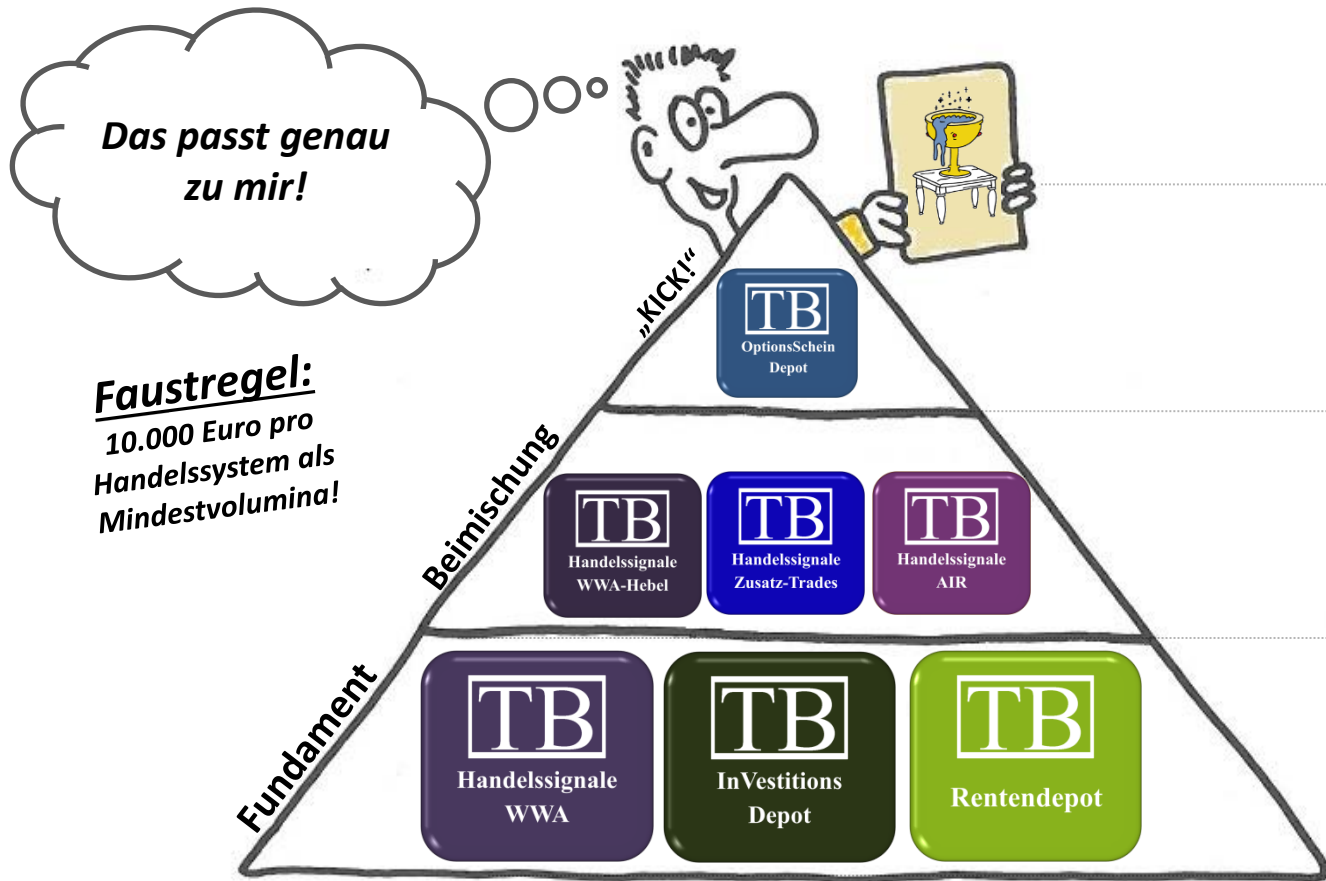 Das passt genau
zu mir!
„KICK!“
TB
OptionsSchein
Depot
Faustregel:
10.000 Euro pro
Handelssystem als
Mindestvolumina!
Beimischung
TB
Handelssignale
WWA-Hebel
TB
Handelssignale
Zusatz-Trades
TB
Handelssignale
AIR
Fundament
TB
Handelssignale
WWA
TB
InVestitions
Depot
TB
Rentendepot